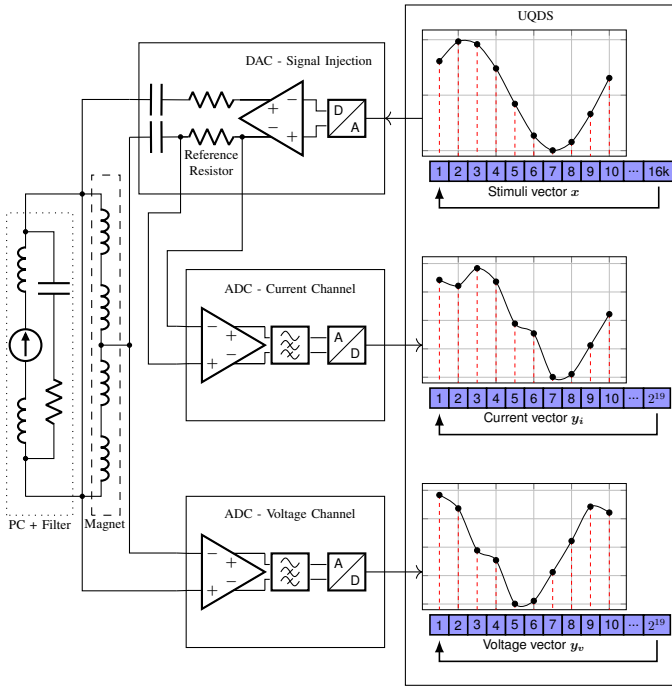 UQDS
DAC - Signal Injection
D
A
Reference
Resistor
1 2 3 4 5 6 7 8 9 10 ··· 16k
Stimuli vector x
ADC - Current Channel
A
D
1 2 3 4 5 6 7 8 9 10 ··· 2^19
Current vector y_i
PC + Filter
Magnet
ADC - Voltage Channel
A
D
1 2 3 4 5 6 7 8 9 10 ··· 2^19
Voltage vector y_v